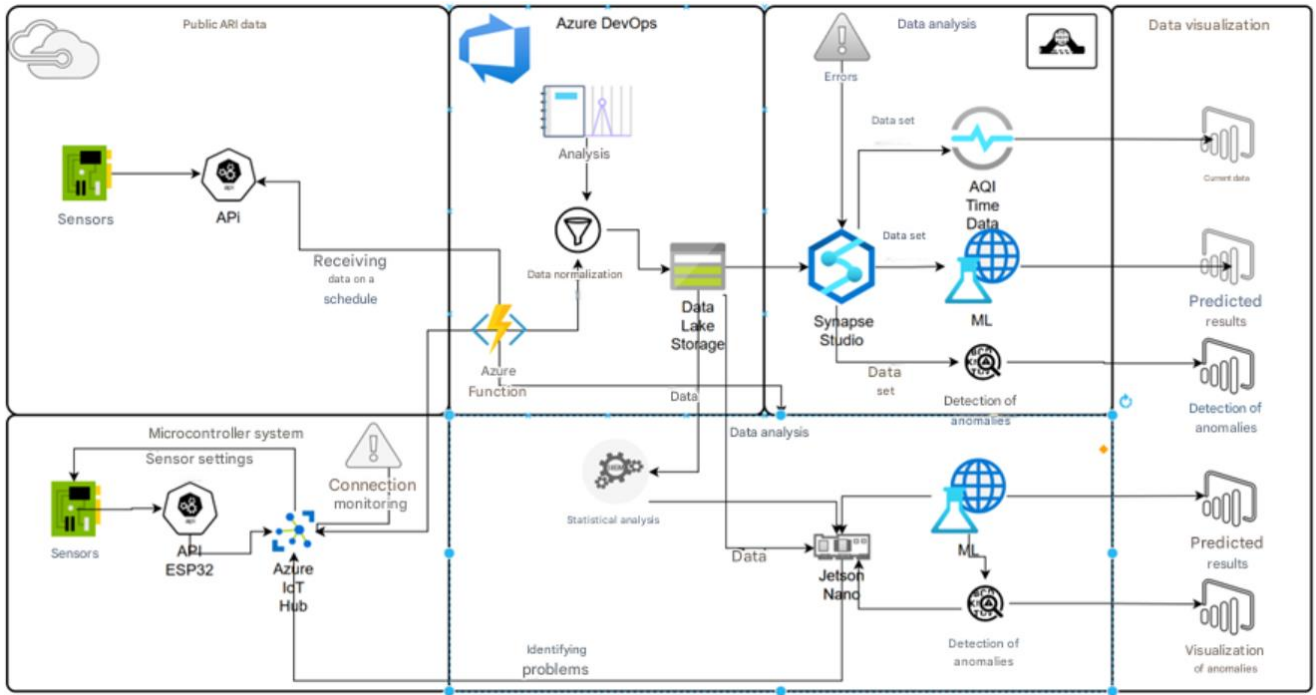 Public ARI data
Sensors
APi
Receiving
data on a
schedule
Azure DevOps
Analysis
Data normalization
Azure
Function
Data
Lake
Storage
Data
Data analysis
Errors
Data set
AQI
Time
Data
Data set
ML
Synapse
Studio
Data
set
Detection of
anomalies
Data visualization
Current data
Predicted
results
Detection of
anomalies
Microcontroller system
Sensor settings
Connection
monitoring
Sensors
API
ESP32
Azure
IoT
Hub
Data analysis
Statistical analysis
Data
Jetson
Nano
ML
Detection of
anomalies
Identifying
problems
Predicted
results
Visualization
of anomalies